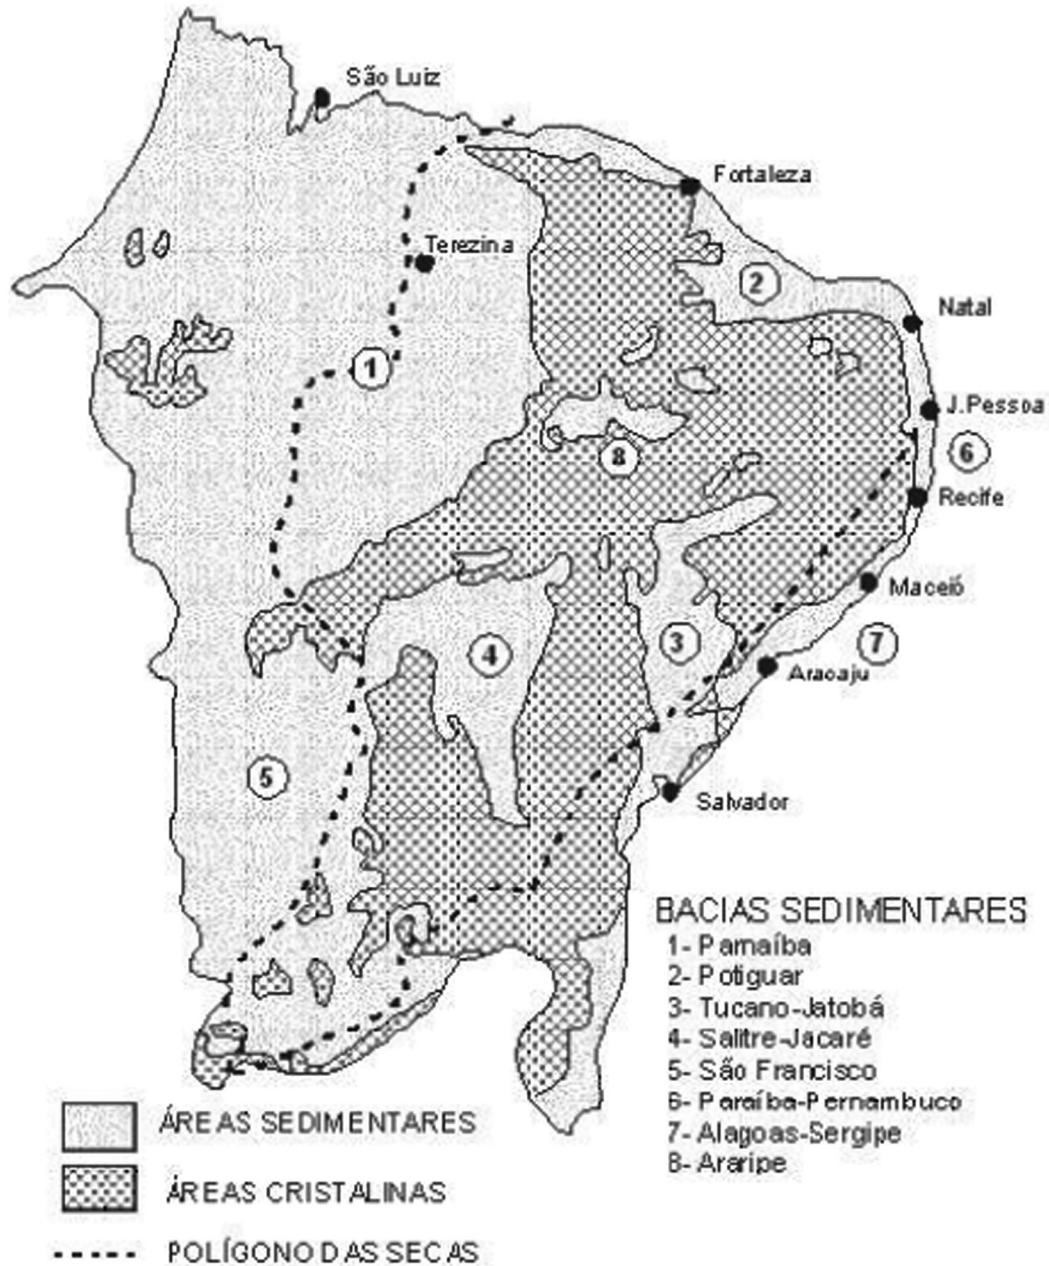 São Luiz
Fortaleza
Terezina
2
Natal
1
J.Pessoa
6
8
Recife
Maceió
3
7
4
Aracaju
5
Salvador
BACIAS SEDIMENTARES
1- Parnaíba
2- Potiguar
3- Tucano-Jatobá
4- Salitre-Jacaré
5- São Francisco
6- Paraíba-Pernambuco
7- Alagoas-Sergipe
8- Araripe
ÁREAS SEDIMENTARES
ÁREAS CRISTALINAS
POLÍGONO DAS SECAS